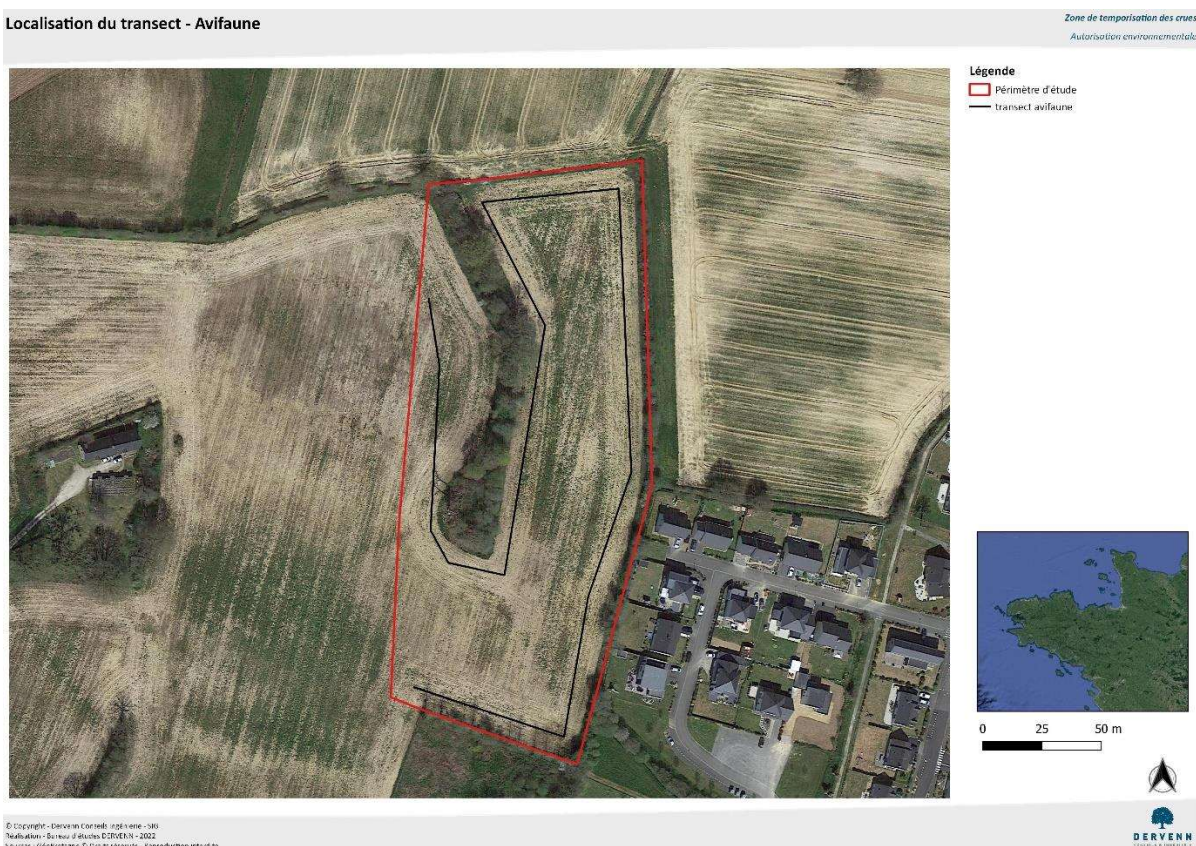 Localisation du transect - Avifaune
Zone de temporisation des crues
Autorisation environnementale
Légende
Périmètre d'étude
transect avifaune
0 25 50 m
© Copyright - Dervenn Conseils Ingénierie - SIG
Réalisation - Bureau d'études DERVENN - 2022
DERVENN